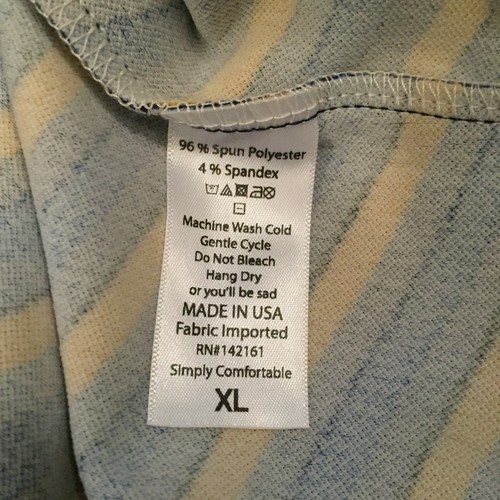 96 % Spun Polyester
4 % Spandex
Machine Wash Cold
Gentle Cycle
Do Not Bleach
Hang Dry
or you'll be sad
MADE IN USA
Fabric Imported
RN#142161
Simply Comfortable
XL